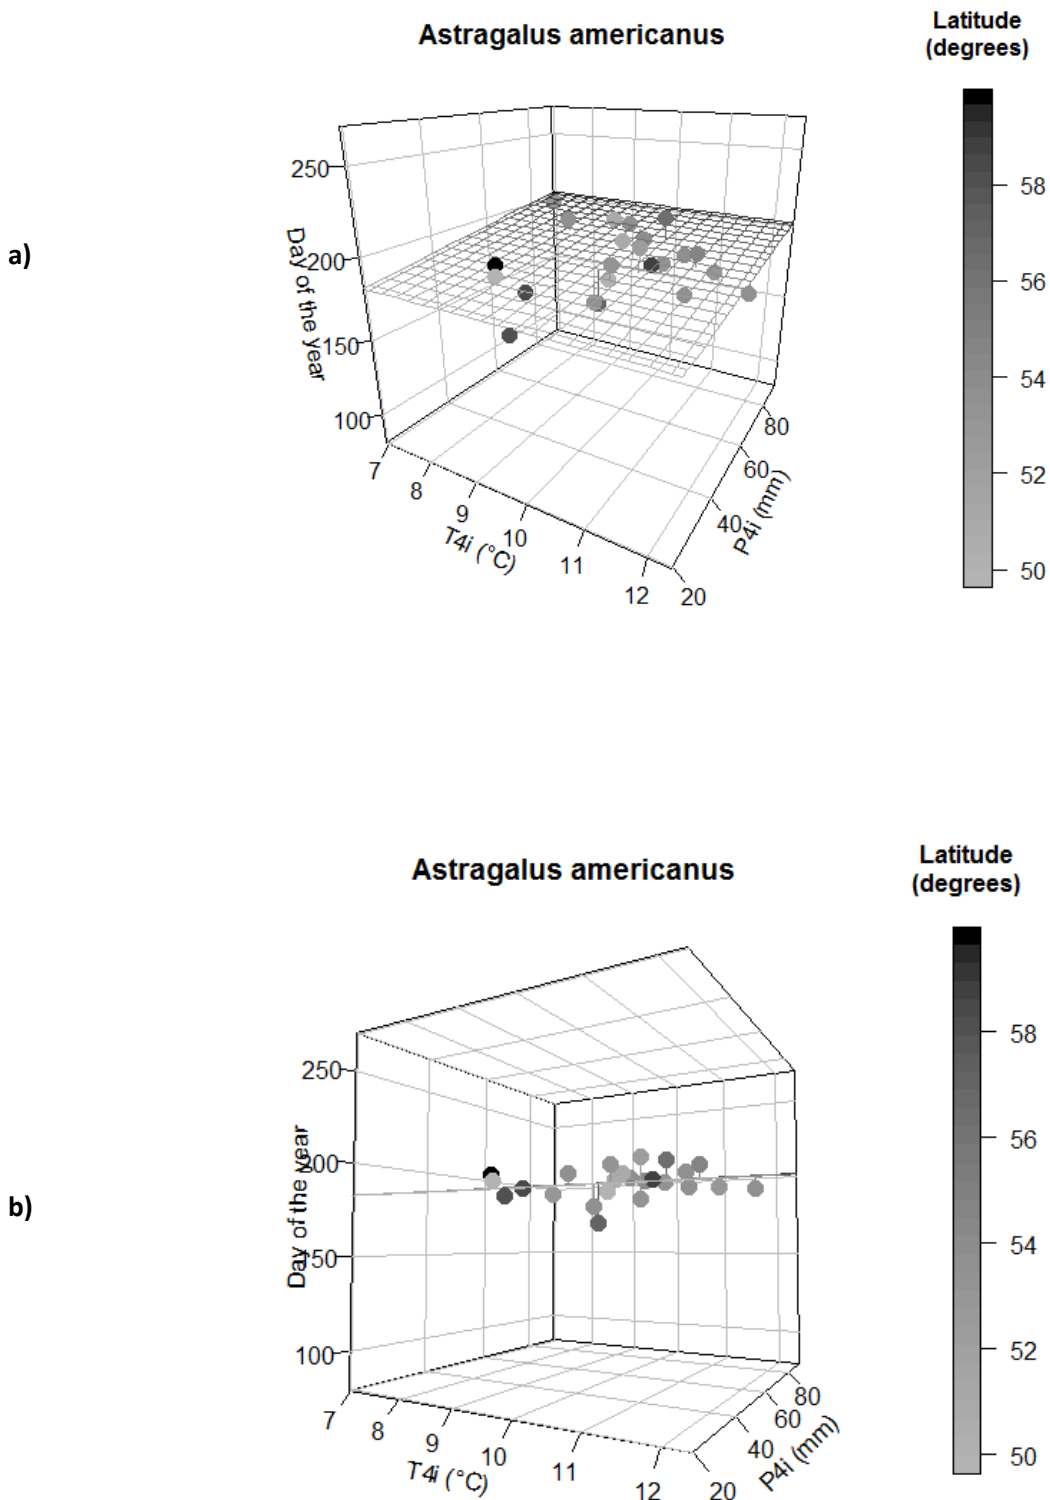 Astragalus americanus
Latitude
(degrees)
a)
250
200
150
100
Day of the year
7
8
9
10
11
12
T4i (°C)
20
40
60
80
P4i (mm)
58
56
54
52
50
Astragalus americanus
Latitude
(degrees)
b)
250
200
150
100
Day of the year
7
8
9
10
11
12
T4i (°C)
20
40
60
80
P4i (mm)
58
56
54
52
50